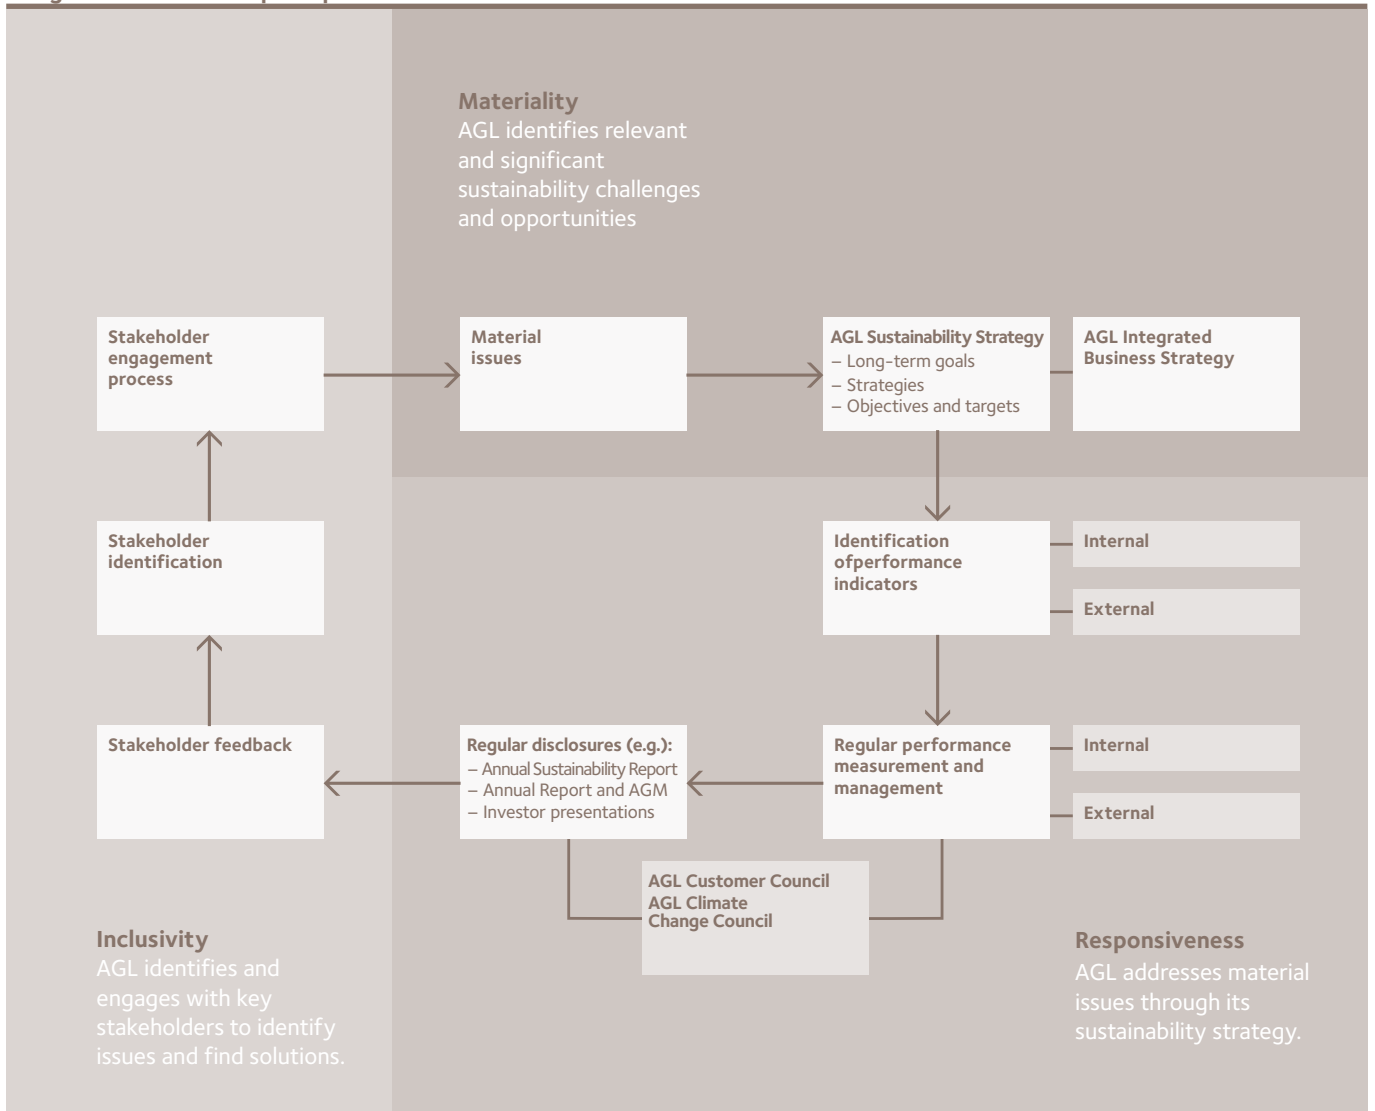 Materiality
AGL identifies relevant
and significant
sustainability challenges
and opportunities
Stakeholder
engagement
process
Material
issues
AGL Sustainability Strategy
– Long-term goals
– Strategies
– Objectives and targets
AGL Integrated
Business Strategy
Stakeholder
identification
Identification
ofperformance
indicators
Internal
External
Stakeholder feedback
Regular disclosures (e.g.):
– Annual Sustainability Report
– Annual Report and AGM
– Investor presentations
Regular performance
measurement and
management
Internal
External
AGL Customer Council
AGL Climate
Change Council
Inclusivity
AGL identifies and
engages with key
stakeholders to identify
issues and find solutions.
Responsiveness
AGL addresses material
issues through its
sustainability strategy.